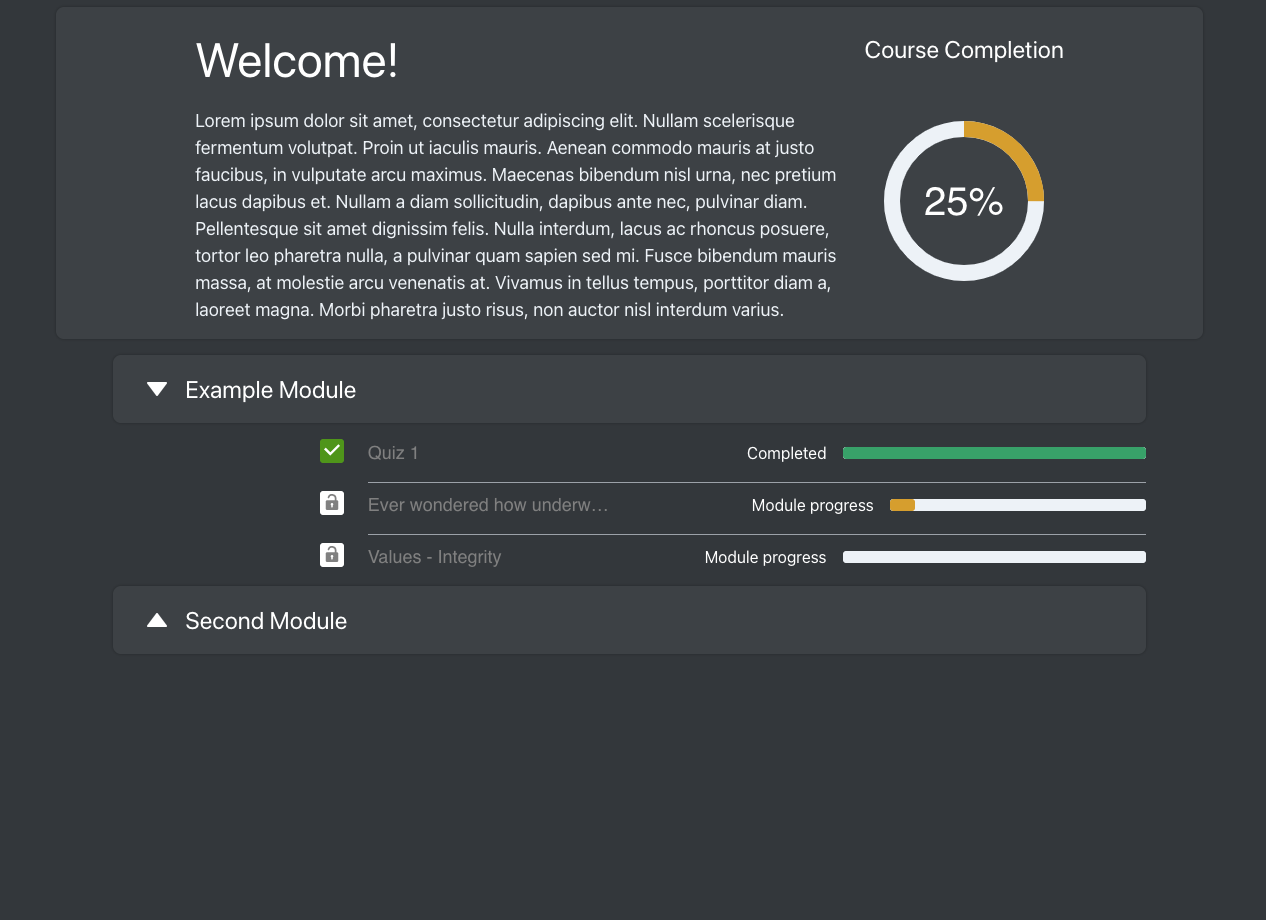 Welcome!
Course Completion
Lorem ipsum dolor sit amet, consectetur adipiscing elit. Nullam scelerisque
fermentum volutpat. Proin ut iaculis mauris. Aenean commodo mauris at justo
faucibus, in vulputate arcu maximus. Maecenas bibendum nisl urna, nec pretium
lacus dapibus et. Nullam a diam sollicitudin, dapibus ante nec, pulvinar diam.
Pellentesque sit amet dignissim felis. Nulla interdum, lacus ac rhoncus posuere,
tortor leo pharetra nulla, a pulvinar quam sapien sed mi. Fusce bibendum mauris
massa, at molestie arcu venenatis at. Vivamus in tellus tempus, porttitor diam a,
laoreet magna. Morbi pharetra justo risus, non auctor nisl interdum varius.
25%
Example Module
Quiz 1 Completed
Ever wondered how underw… Module progress
Values - Integrity Module progress
Second Module